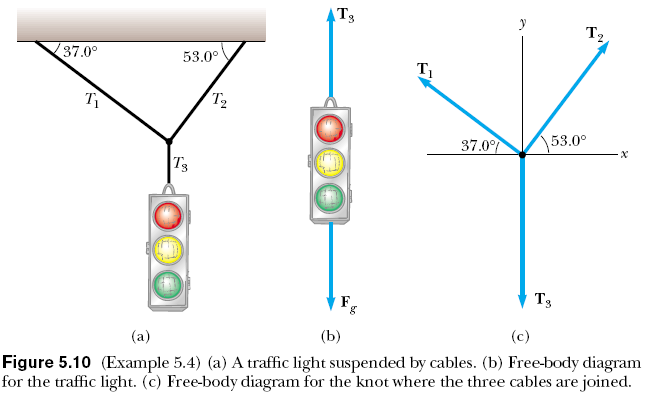 37.0°
53.0°
T₁
T₂
T₃
(a)
T₃
F_g
(b)
y
T₂
T₁
37.0°
53.0°
x
T₃
(c)
Figure 5.10 (Example 5.4) (a) A traffic light suspended by cables. (b) Free-body diagram
for the traffic light. (c) Free-body diagram for the knot where the three cables are joined.